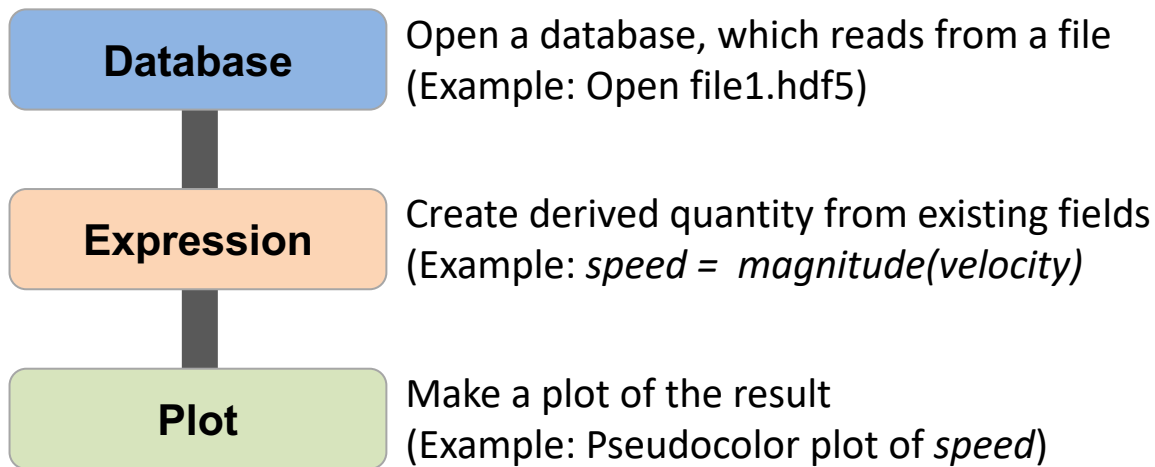 Database
Open a database, which reads from a file
(Example: Open file1.hdf5)
Expression
Create derived quantity from existing fields
(Example: speed =  magnitude(velocity)
Plot
Make a plot of the result
(Example: Pseudocolor plot of speed)